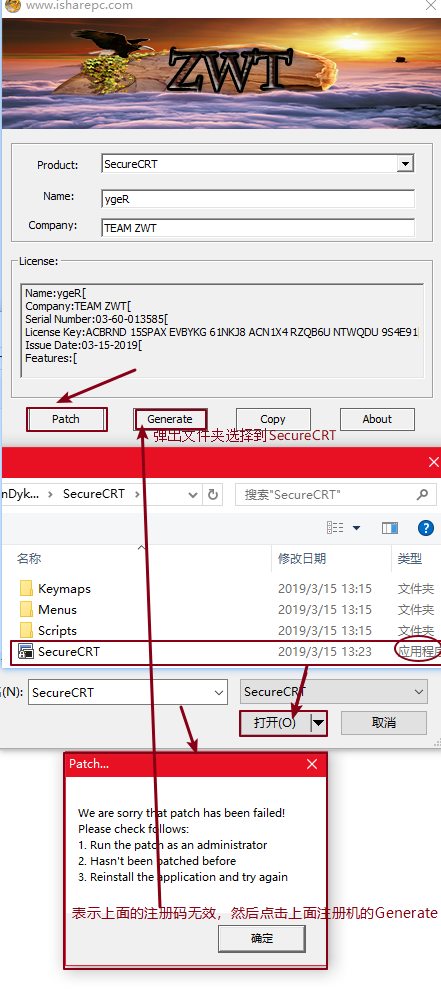 www.isharepc.com
ZWT
Product: SecureCRT
Name: ygeR
Company: TEAM ZWT
License:
Name:ygeR[
Company:TEAM ZWT[
Serial Number:03-60-013585[
License Key:ACBRND 15SPAX EVBYKG 61NKJ8 ACN1X4 RZQB6U NTWQDU 9S4E91[
Issue Date:03-15-2019[
Features:[
Patch Generate Copy About
弹出文件夹选择到SecureCRT
nDyk... > SecureCRT > 搜索"SecureCRT"
名称 修改日期 类型
Keymaps 2019/3/15 13:15 文件夹
Menus 2019/3/15 13:15 文件夹
Scripts 2019/3/15 13:15 文件夹
SecureCRT 2019/3/15 13:23 应用程序
(N): SecureCRT SecureCRT
打开(O) 取消
Patch...
We are sorry that patch has been failed!
Please check follows:
1. Run the patch as an administrator
2. Hasn't been patched before
3. Reinstall the application and try again
表示上面的注册码无效，然后点击上面注册机的Generate
确定